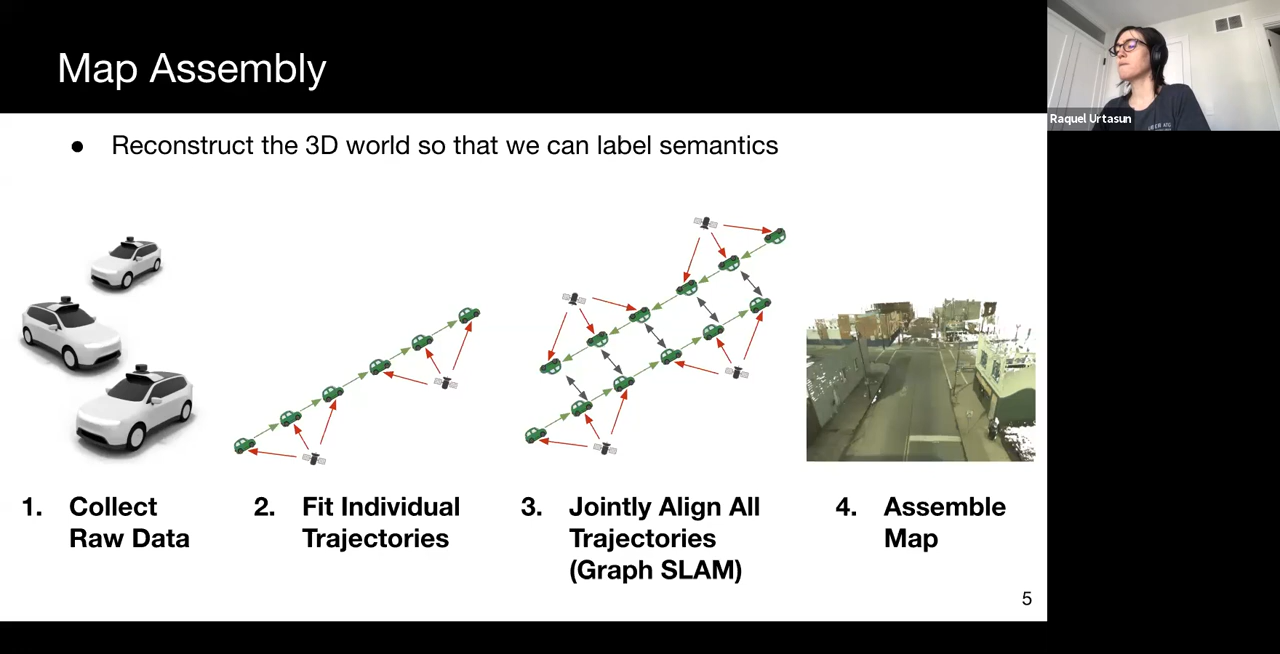 Map Assembly
Raquel Urtasun
● Reconstruct the 3D world so that we can label semantics
1. Collect
Raw Data
2. Fit Individual
Trajectories
3. Jointly Align All
Trajectories
(Graph SLAM)
4. Assemble
Map
5